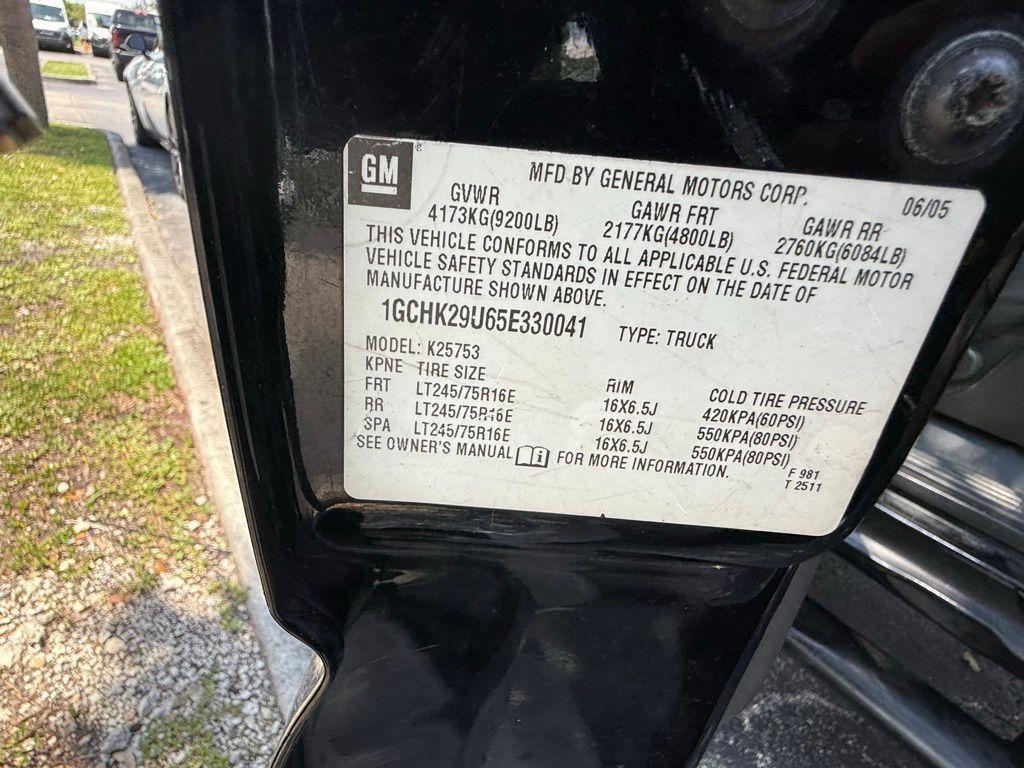 GM
MFD BY GENERAL MOTORS CORP.
06/05
GVWR GAWR FRT GAWR RR
4173KG(9200LB) 2177KG(4800LB) 2760KG(6084LB)
THIS VEHICLE CONFORMS TO ALL APPLICABLE U.S. FEDERAL MOTOR
VEHICLE SAFETY STANDARDS IN EFFECT ON THE DATE OF
MANUFACTURE SHOWN ABOVE.
1GCHK29U65E330041 TYPE: TRUCK
MODEL: K25753
KPNE TIRE SIZE RIM COLD TIRE PRESSURE
FRT LT245/75R16E 16X6.5J 420KPA(60PSI)
RR LT245/75R16E 16X6.5J 550KPA(80PSI)
SPA LT245/75R16E 16X6.5J 550KPA(80PSI)
SEE OWNER'S MANUAL i FOR MORE INFORMATION.
F 981
T 2511